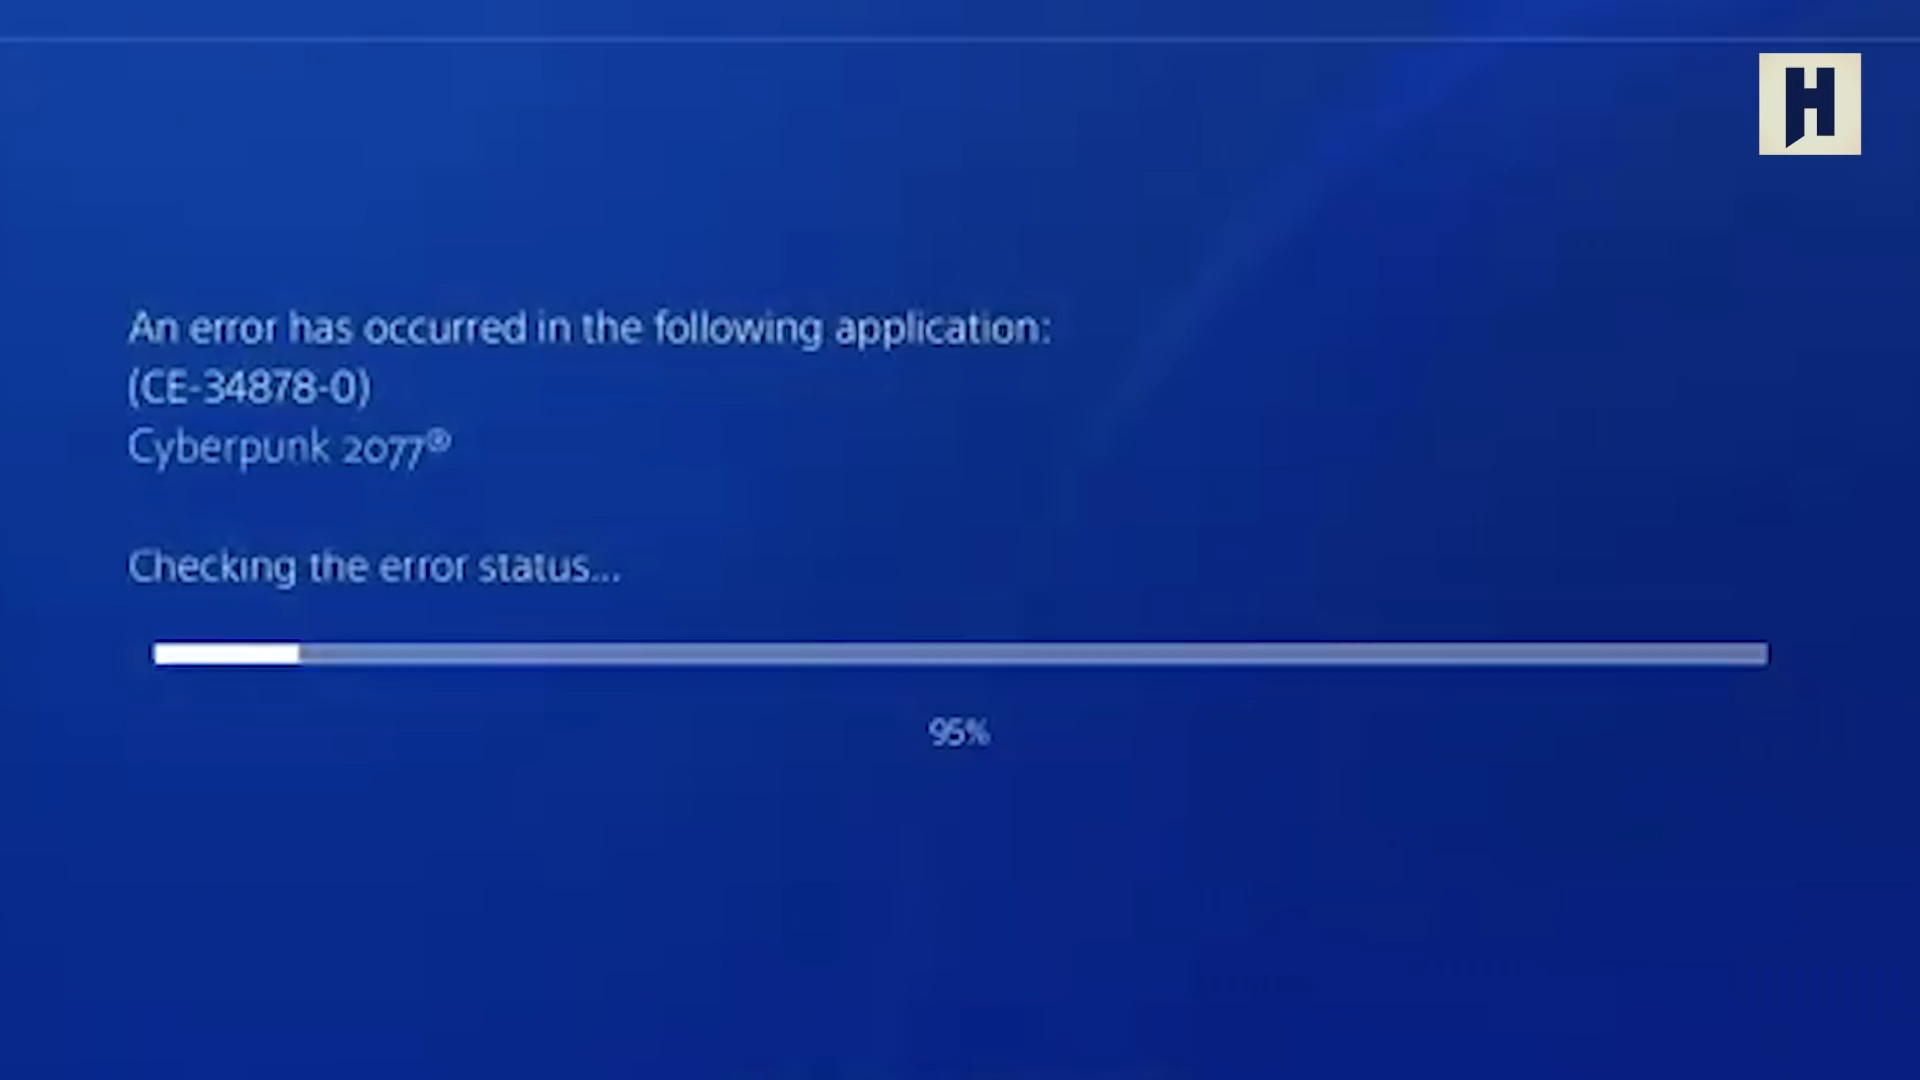 H
An error has occurred in the following application:
(CE-34878-0)
Cyberpunk 2077®
Checking the error status...
95%